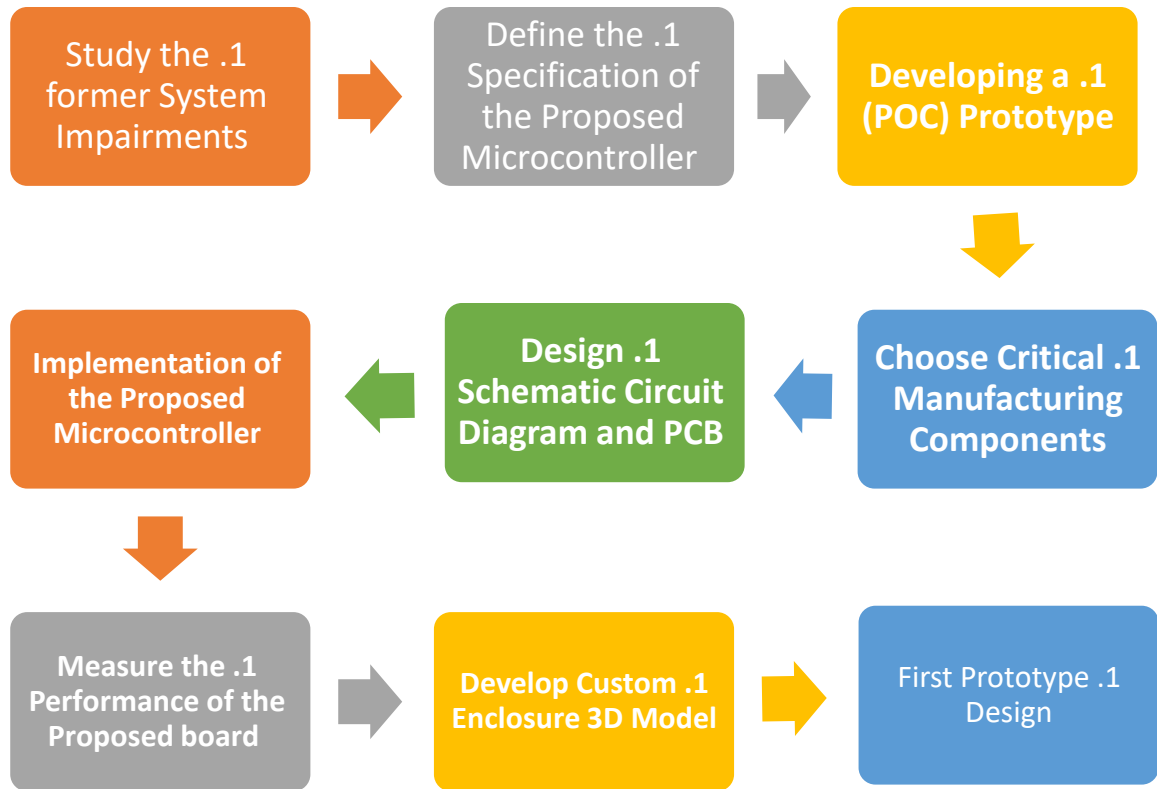 Study the .1
former System
Impairments
Define the .1
Specification of
the Proposed
Microcontroller
Developing a .1
(POC) Prototype
Choose Critical .1
Manufacturing
Components
Design .1
Schematic Circuit
Diagram and PCB
Implementation of
the Proposed
Microcontroller
Measure the .1
Performance of the
Proposed board
Develop Custom .1
Enclosure 3D Model
First Prototype .1
Design